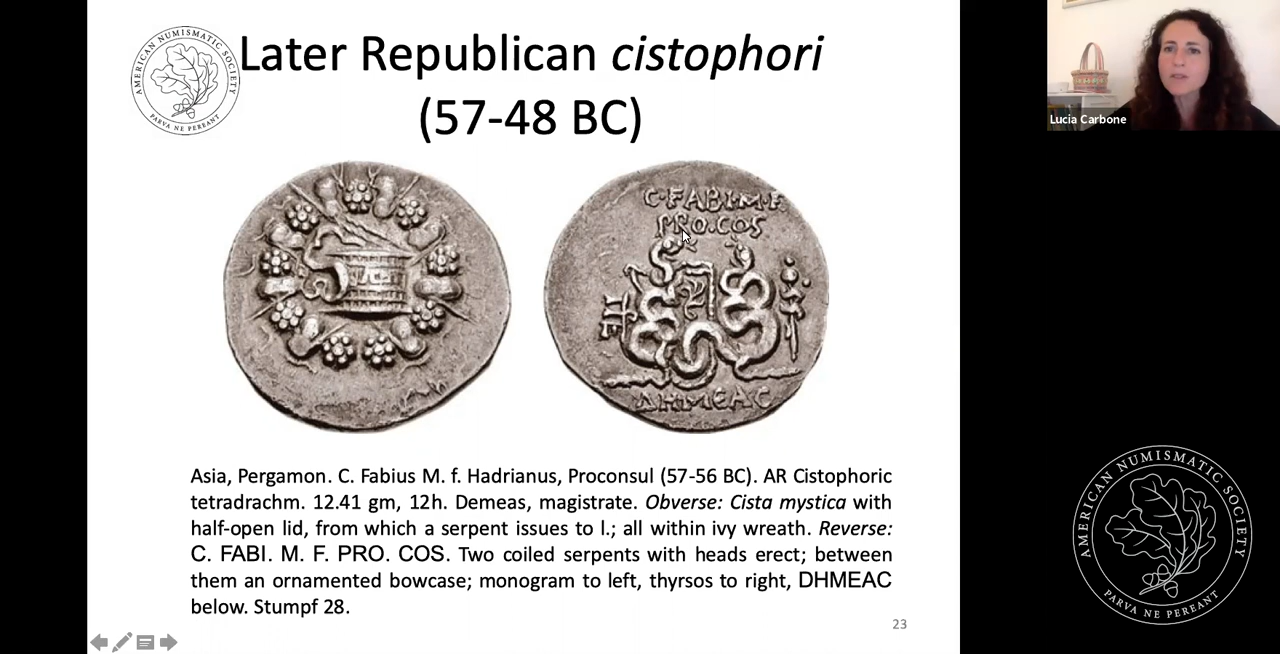 AMERICAN NUMISMATIC SOCIETY
PARVA NE PEREANT
Later Republican cistophori
(57-48 BC)
C·FABI·M·F
PRO·COS
ΔΗΜΕΑC
Asia, Pergamon. C. Fabius M. f. Hadrianus, Proconsul (57-56 BC). AR Cistophoric
tetradrachm. 12.41 gm, 12h. Demeas, magistrate. Obverse: Cista mystica with
half-open lid, from which a serpent issues to l.; all within ivy wreath. Reverse:
C. FABI. M. F. PRO. COS. Two coiled serpents with heads erect; between
them an ornamented bowcase; monogram to left, thyrsos to right, DHMEAC
below. Stumpf 28.
23
Lucia Carbone
AMERICAN NUMISMATIC SOCIETY
PARVA NE PEREANT